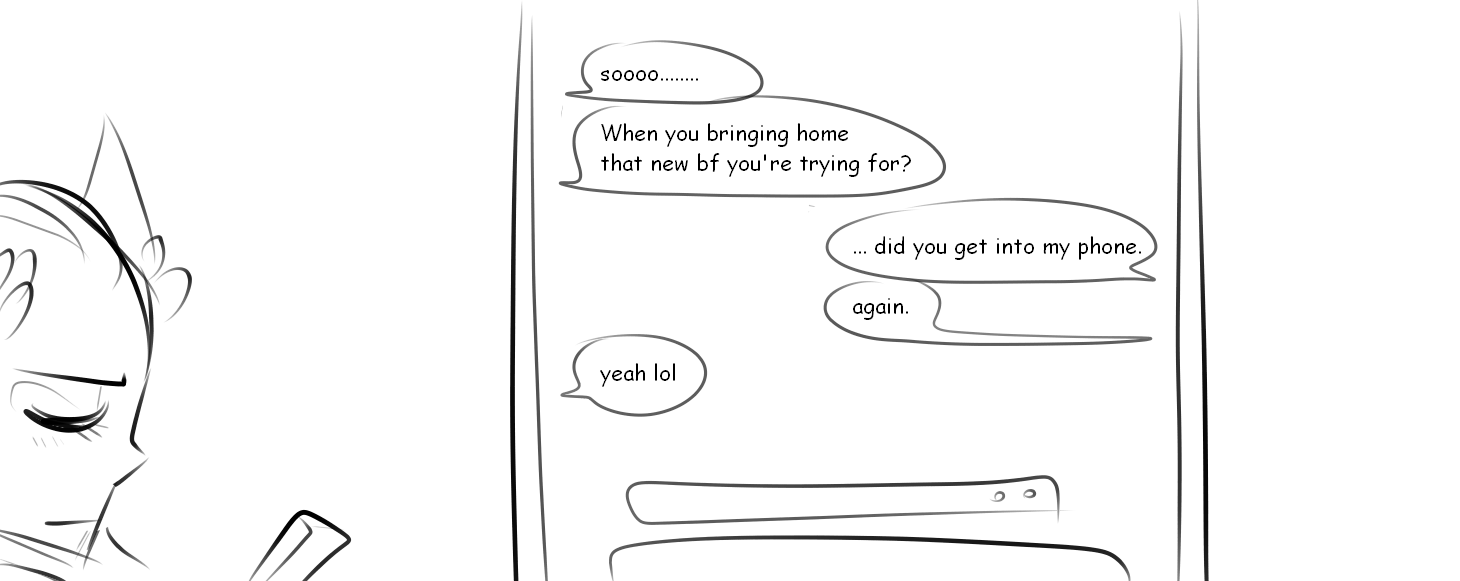 soooo........
When you bringing home
that new bf you're trying for?
... did you get into my phone.
again.
yeah lol